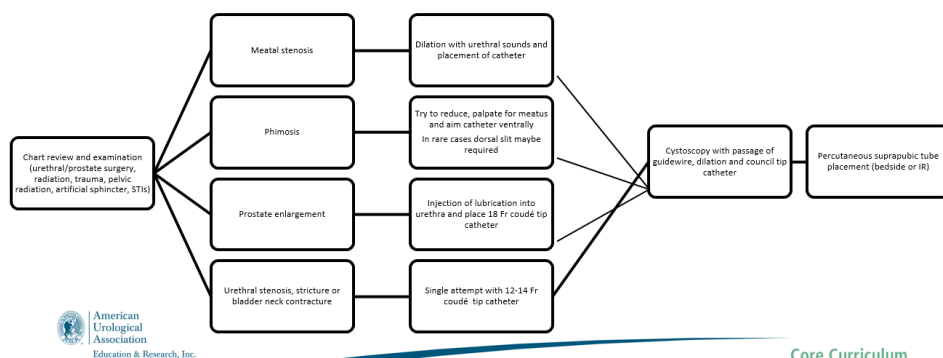 Meatal stenosis
Dilation with urethral sounds and
placement of catheter
Phimosis
Try to reduce, palpate for meatus
and aim catheter ventrally
In rare cases dorsal slit maybe
required
Chart review and examination
(urethral/prostate surgery,
radiation, trauma, pelvic
radiation, artificial sphincter, STIs)
Cystoscopy with passage of
guidewire, dilation and council tip
catheter
Percutaneous suprapubic tube
placement (bedside or IR)
Prostate enlargement
Injection of lubrication into
urethra and place 18 Fr coudé tip
catheter
Urethral stenosis, stricture or
bladder neck contracture
Single attempt with 12-14 Fr
coudé tip catheter
American
Urological
Association
Education & Research, Inc.
Core Curriculum